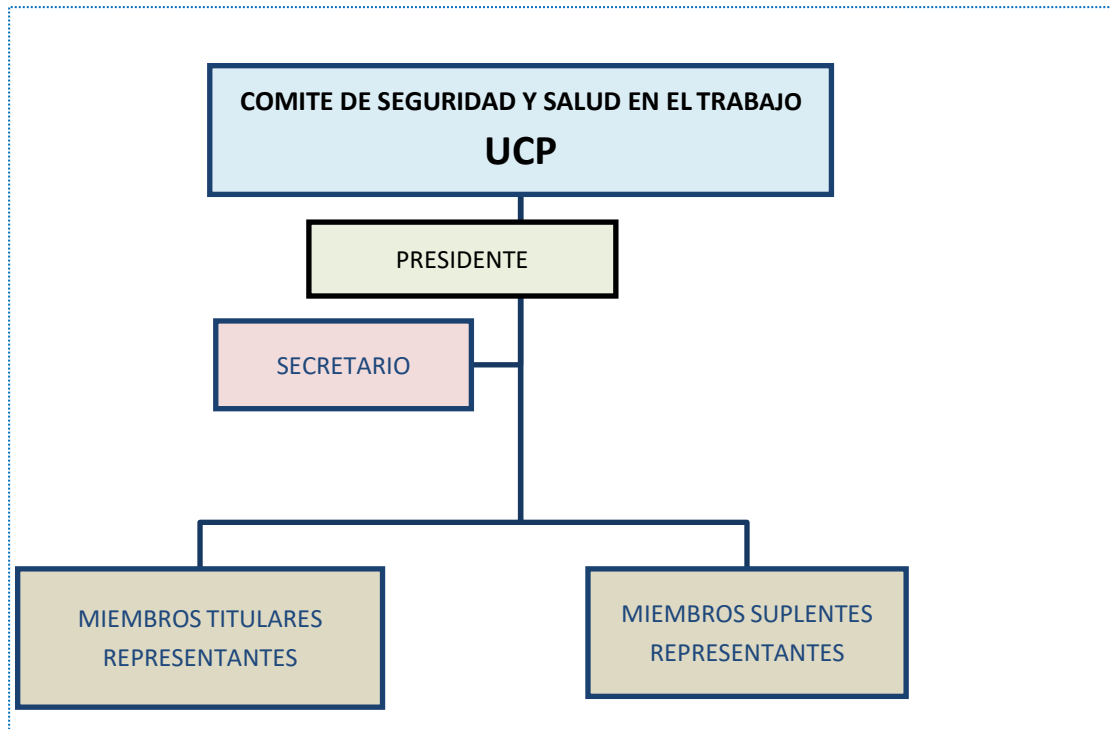 COMITE DE SEGURIDAD Y SALUD EN EL TRABAJO
UCP
PRESIDENTE
SECRETARIO
MIEMBROS TITULARES
REPRESENTANTES
MIEMBROS SUPLENTES
REPRESENTANTES